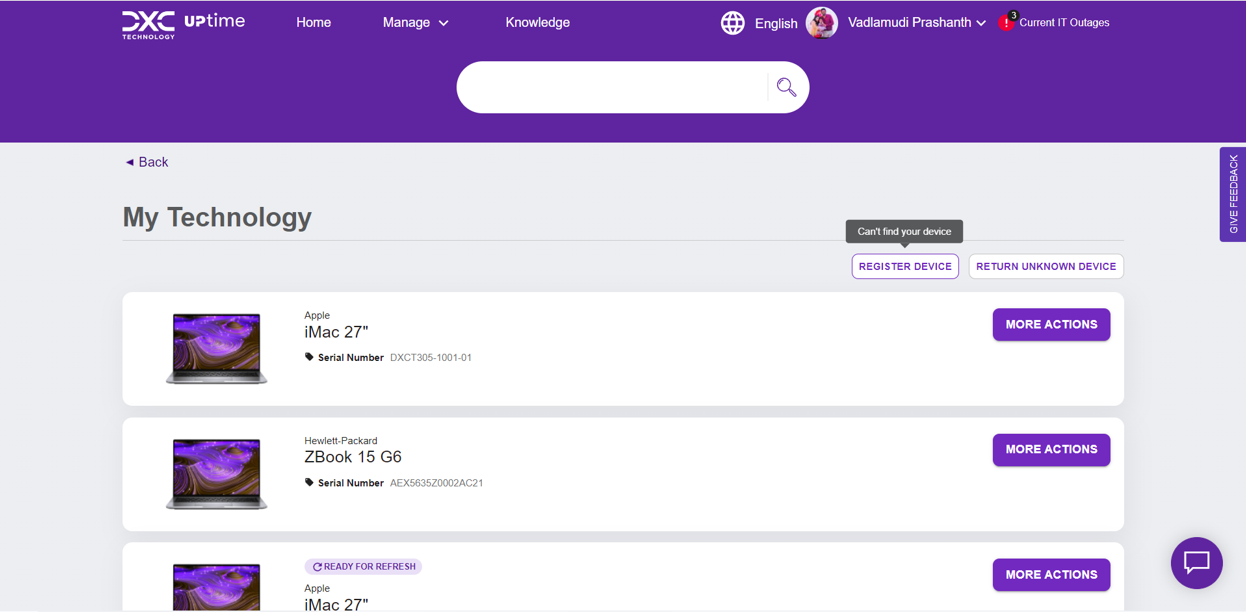 DXC TECHNOLOGY UPtime
Home
Manage
Knowledge
English
Vadlamudi Prashanth
! 3 Current IT Outages
◄ Back
GIVE FEEDBACK
My Technology
Can't find your device
REGISTER DEVICE
RETURN UNKNOWN DEVICE
Apple
iMac 27"
Serial Number DXCT305-1001-01
MORE ACTIONS
Hewlett-Packard
ZBook 15 G6
Serial Number AEX5635Z0002AC21
MORE ACTIONS
READY FOR REFRESH
Apple
iMac 27"
MORE ACTIONS